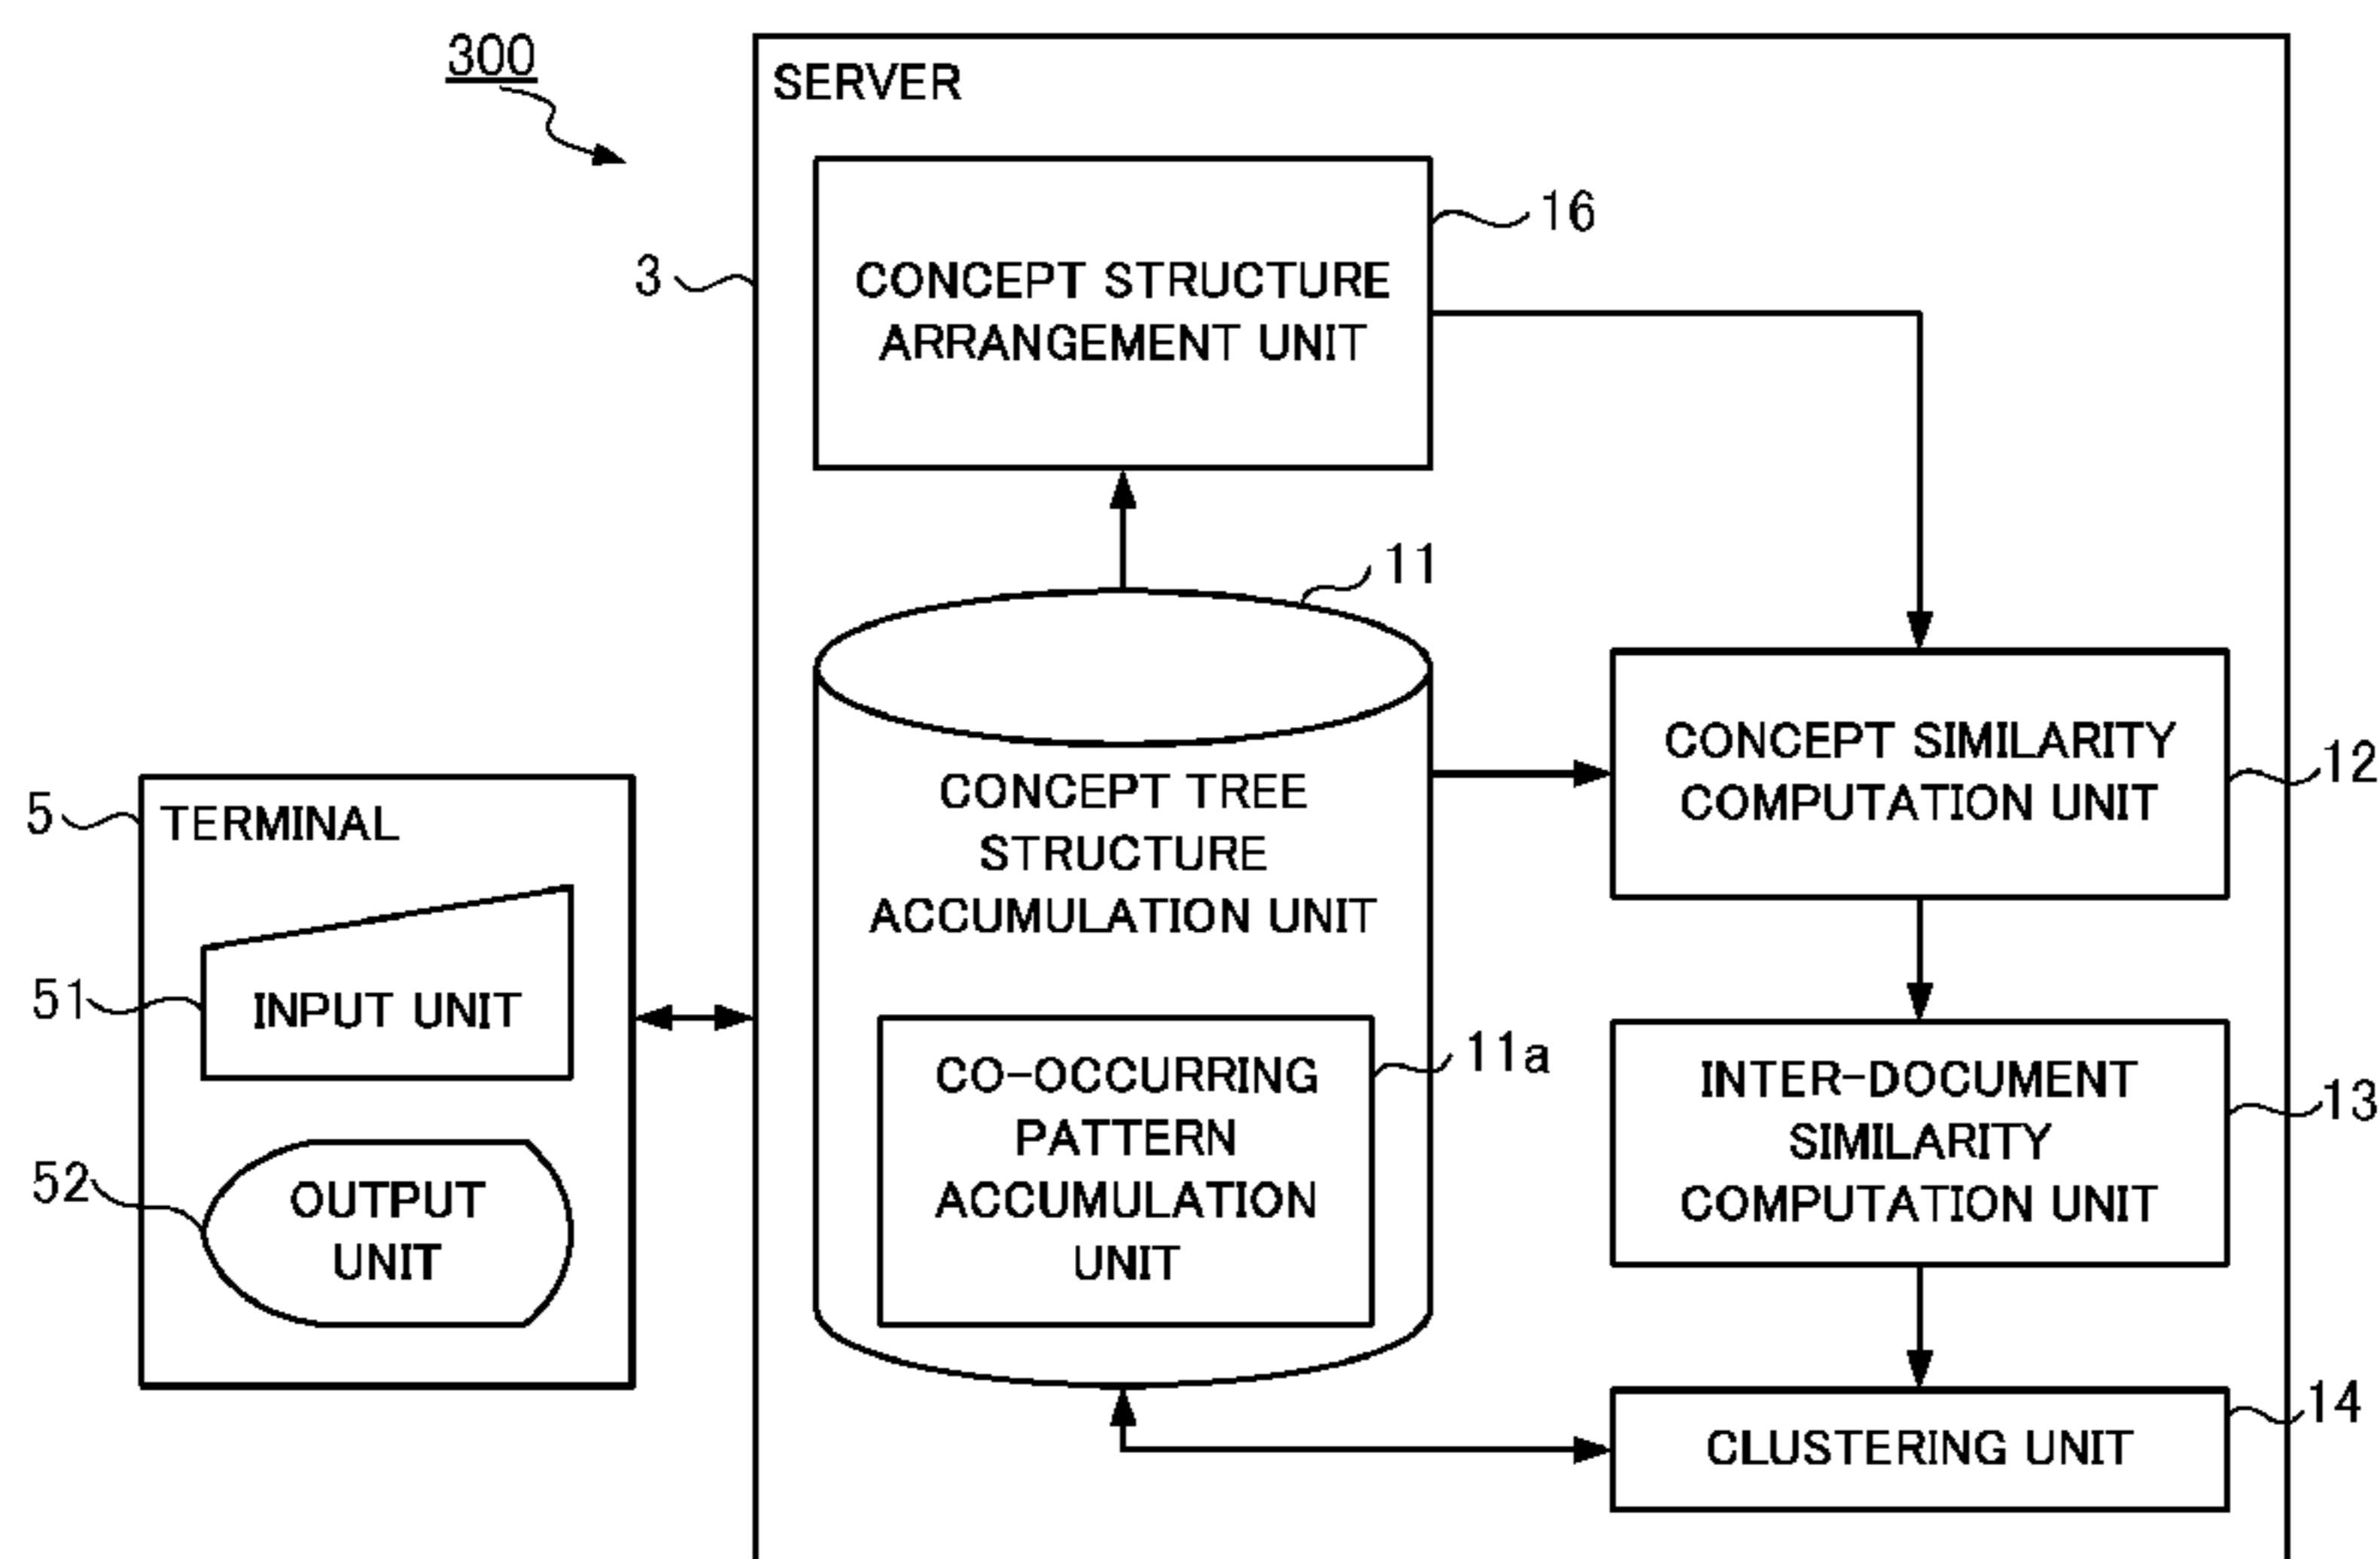 300
SERVER
16
3
CONCEPT STRUCTURE
ARRANGEMENT UNIT
11
CONCEPT TREE
STRUCTURE
ACCUMULATION UNIT
CONCEPT SIMILARITY
COMPUTATION UNIT
12
5
TERMINAL
51
INPUT UNIT
52
OUTPUT
UNIT
CO-OCCURRING
PATTERN
ACCUMULATION
UNIT
11a
INTER-DOCUMENT
SIMILARITY
COMPUTATION UNIT
13
14
CLUSTERING UNIT